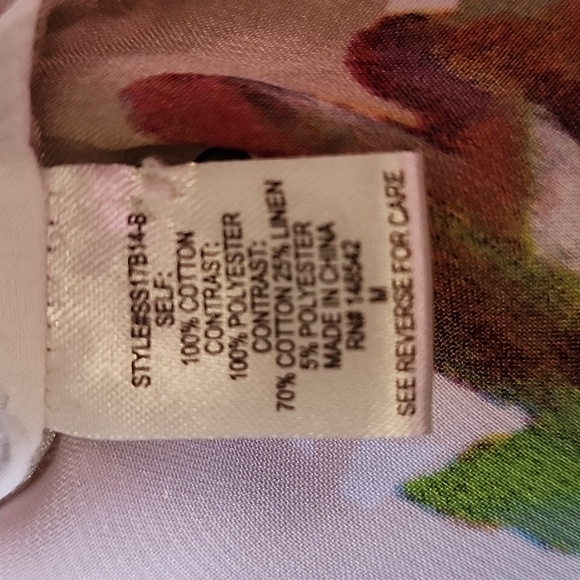 STYLE#SS17B14-B
SELF:
100% COTTON
CONTRAST:
100% POLYESTER
CONTRAST:
70% COTTON 25% LINEN
5% POLYESTER
MADE IN CHINA
RN# 146542
M
SEE REVERSE FOR CARE